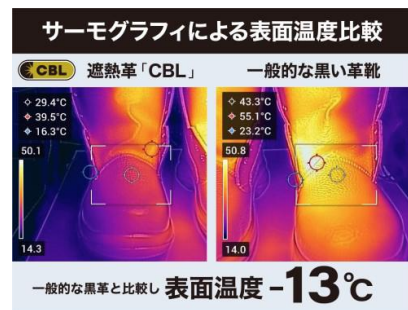 サーモグラフィによる表面温度比較
CBL 遮熱革「CBL」
一般的な黒い革靴
29.4°C
39.5°C
16.3°C
50.1
14.3
43.3°C
55.1°C
23.2°C
50.8
14.0
一般的な黒革と比較し 表面温度 -13℃